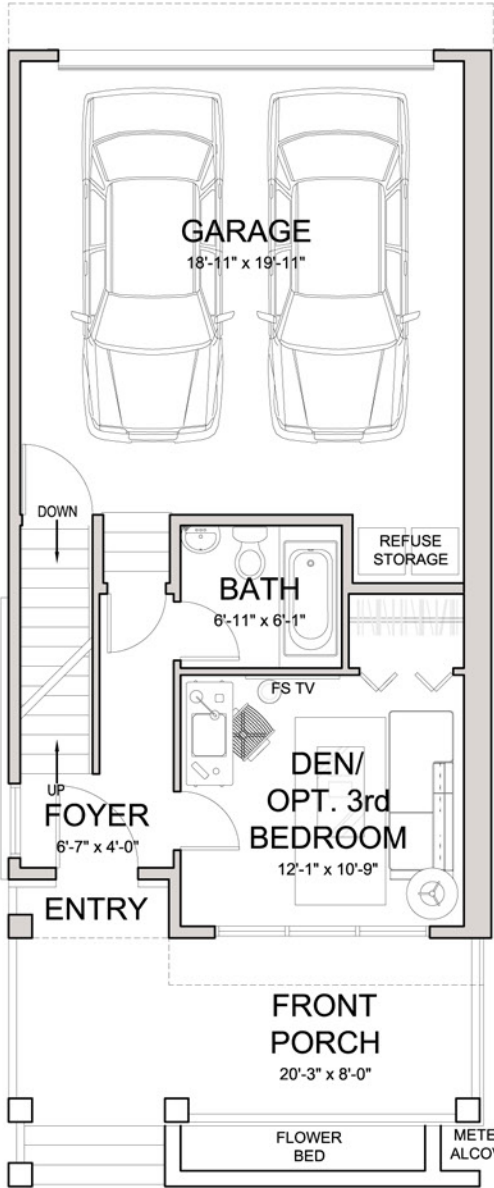 GARAGE
18'-11" x 19'-11"
DOWN
REFUSE
STORAGE
BATH
6'-11" x 6'-1"
FS TV
DEN/
OPT. 3rd
BEDROOM
12'-1" x 10'-9"
UP
FOYER
6'-7" x 4'-0"
ENTRY
FRONT
PORCH
20'-3" x 8'-0"
FLOWER
BED
METE
ALCOV